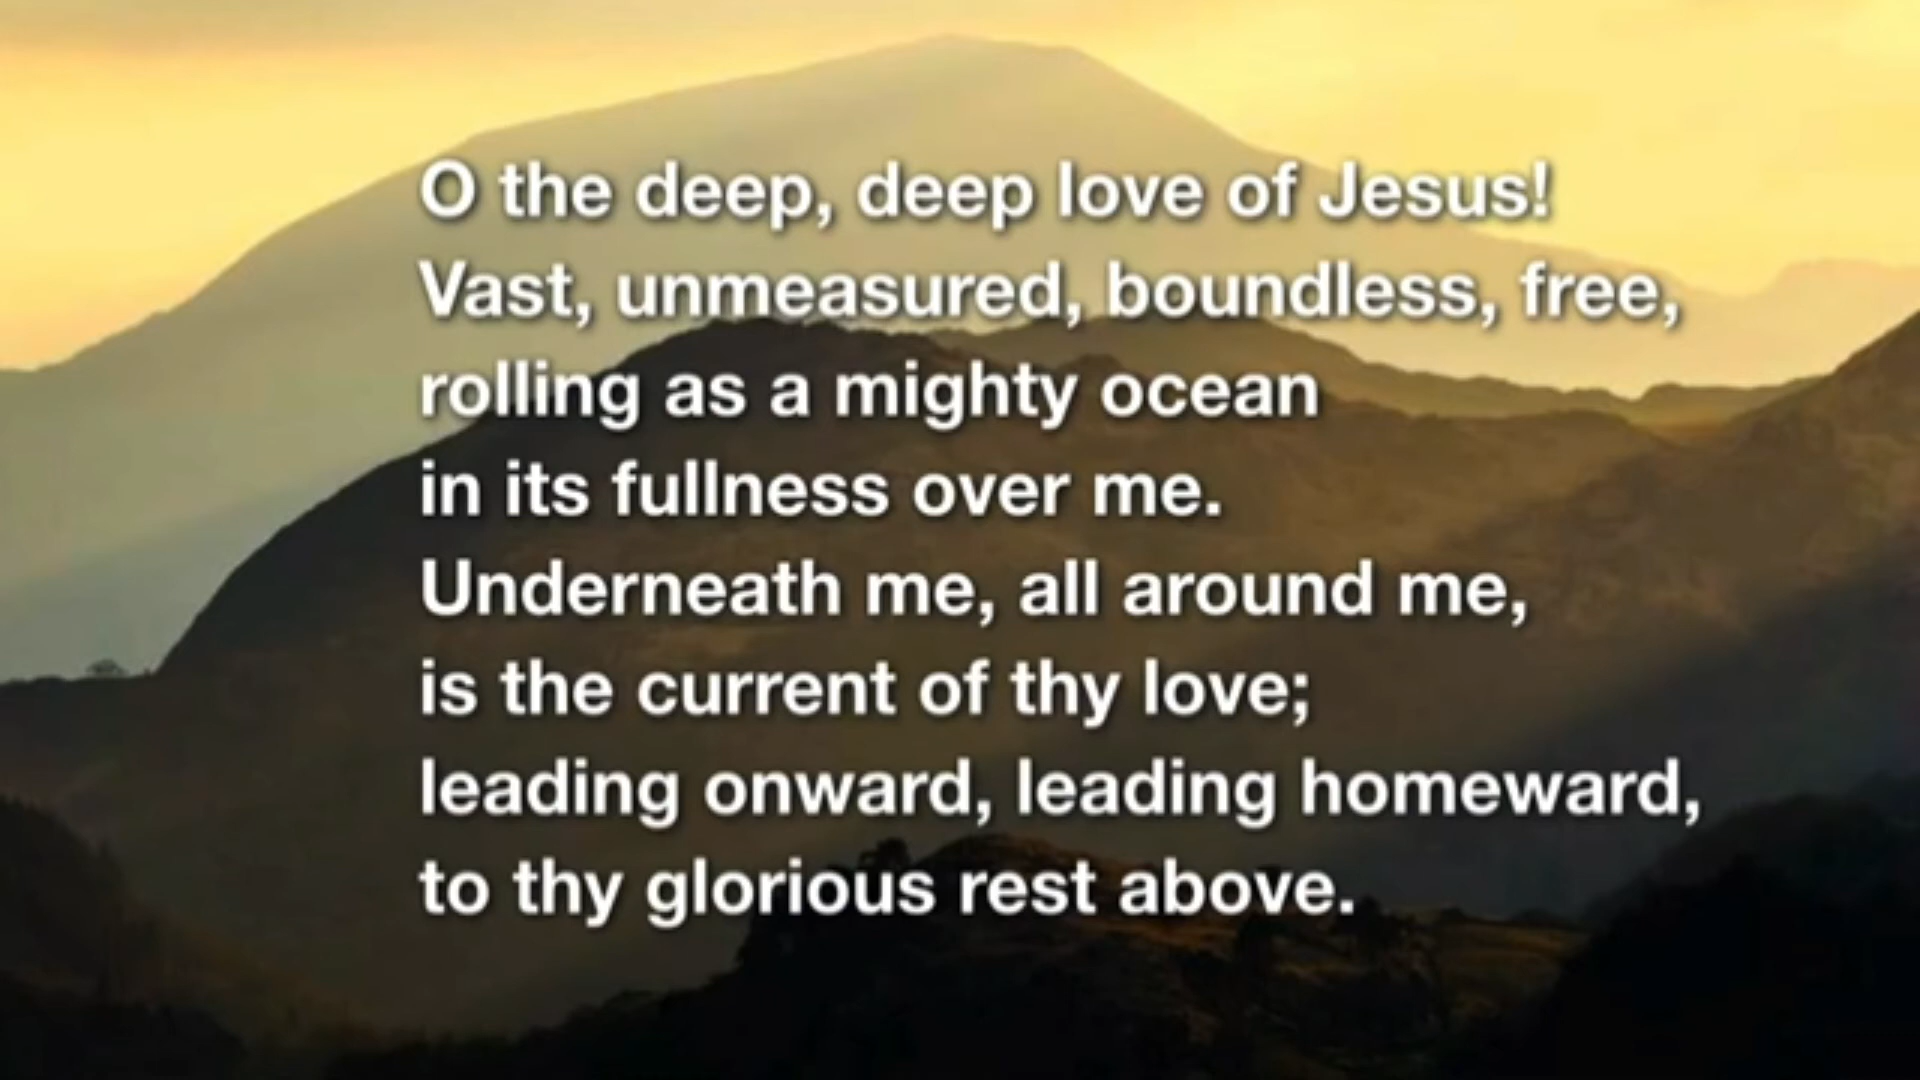 O the deep, deep love of Jesus!
Vast, unmeasured, boundless, free,
rolling as a mighty ocean
in its fullness over me.
Underneath me, all around me,
is the current of thy love;
leading onward, leading homeward,
to thy glorious rest above.